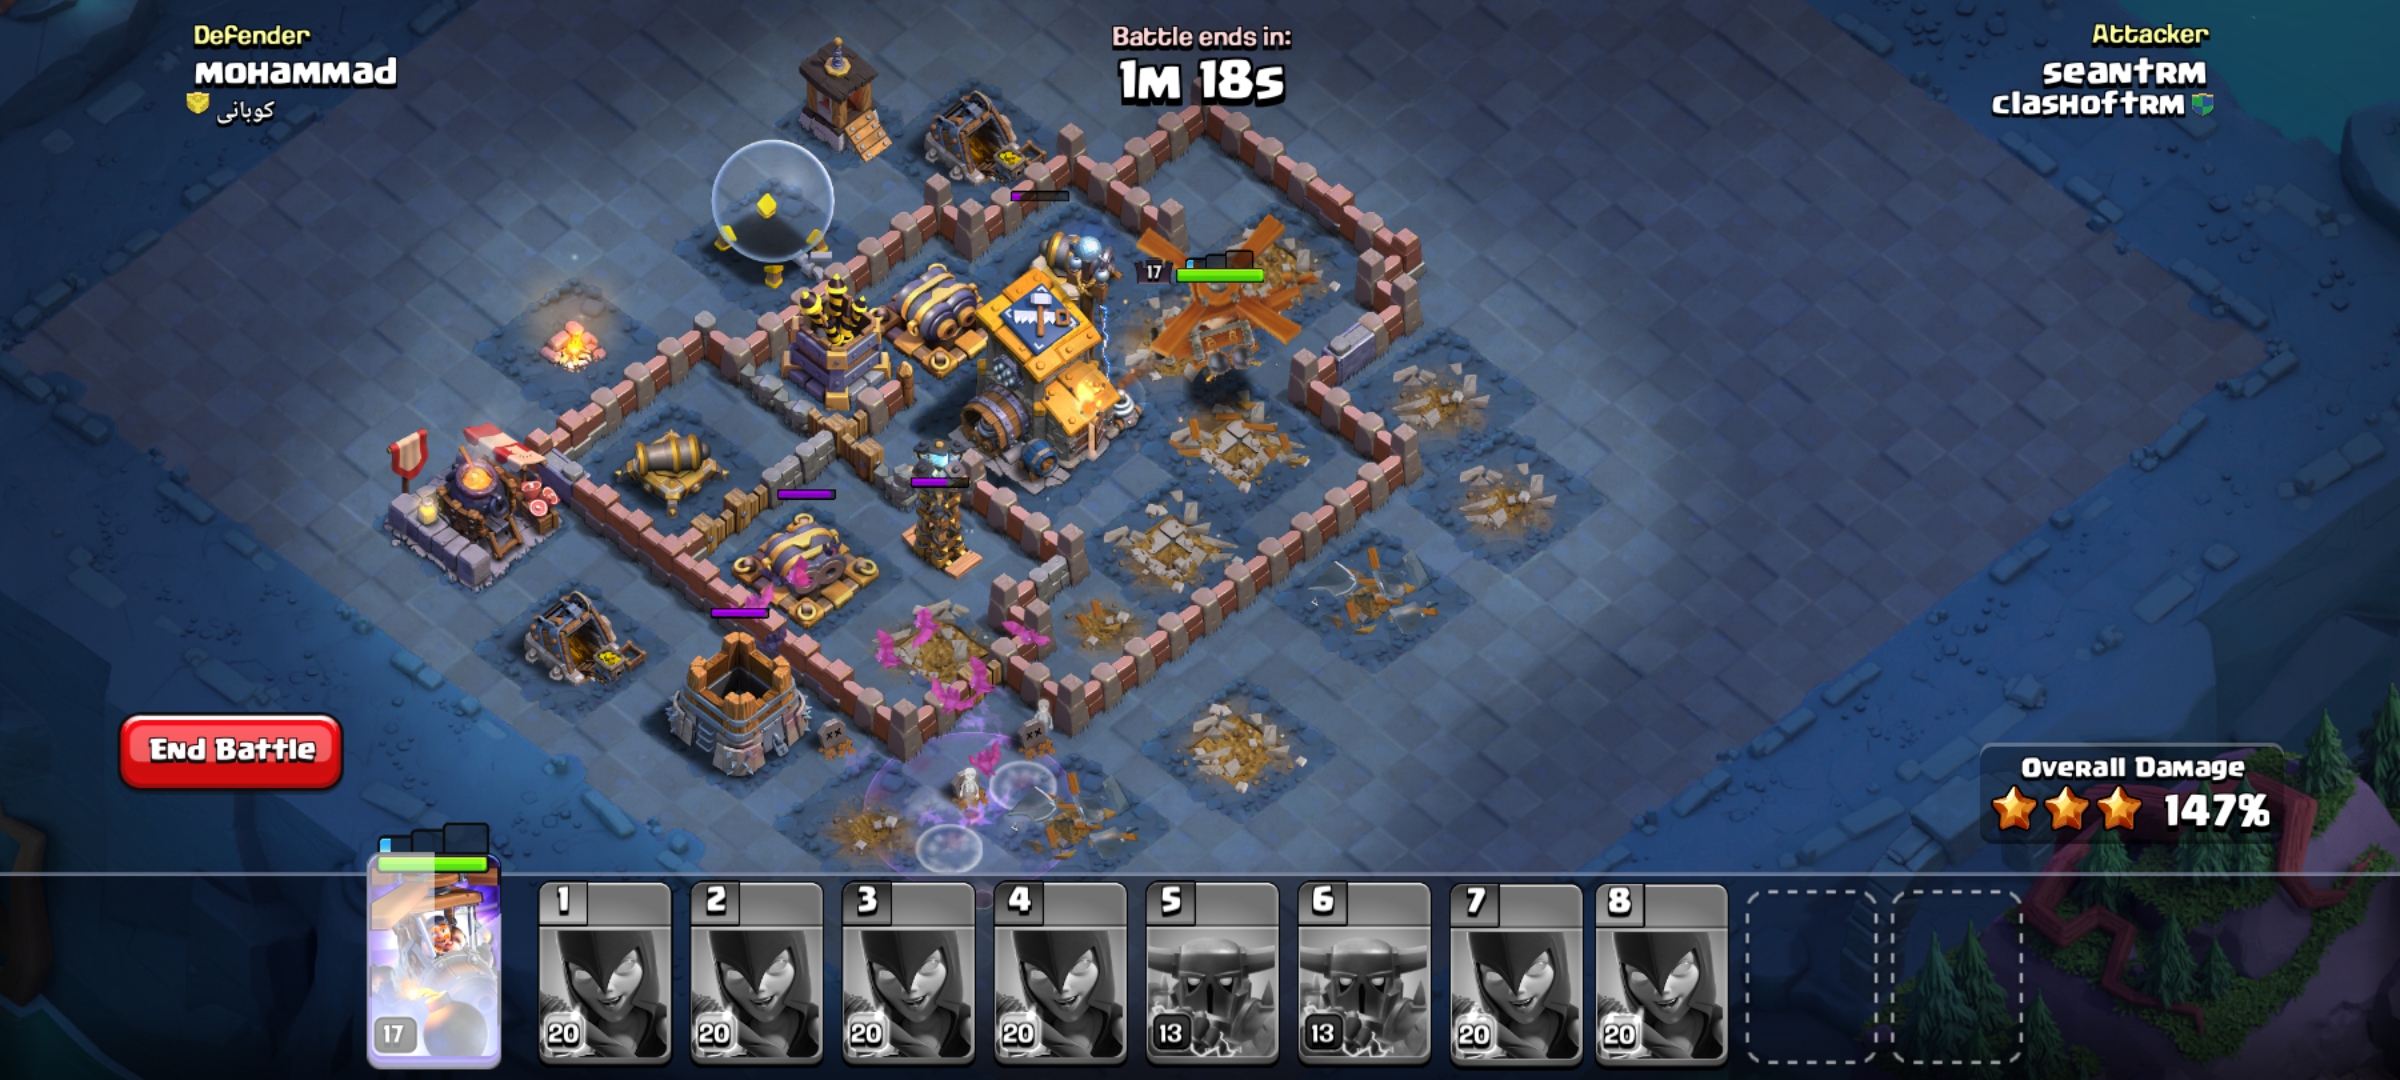 Defender
MOHAMMAD
کوبانی
Battle ends in:
1M 18s
Attacker
seantRM
clashoftRM
17
End Battle
Overall Damage
147%
17
1
20
2
20
3
20
4
20
5
13
6
13
7
20
8
20